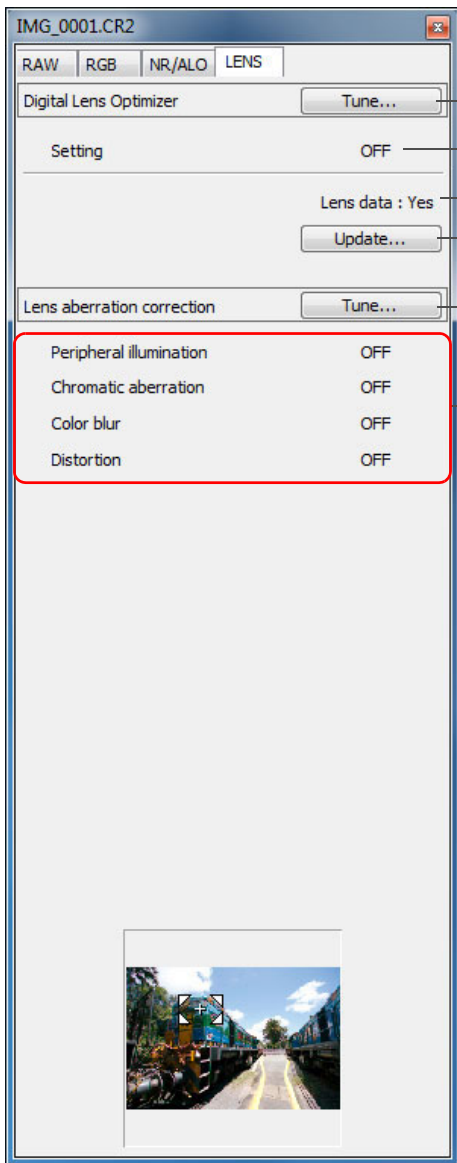 IMG_0001.CR2
RAW RGB NR/ALO LENS
Digital Lens Optimizer Tune...
Setting OFF
Lens data : Yes
Update...
Lens aberration correction Tune...
Peripheral illumination OFF
Chromatic aberration OFF
Color blur OFF
Distortion OFF